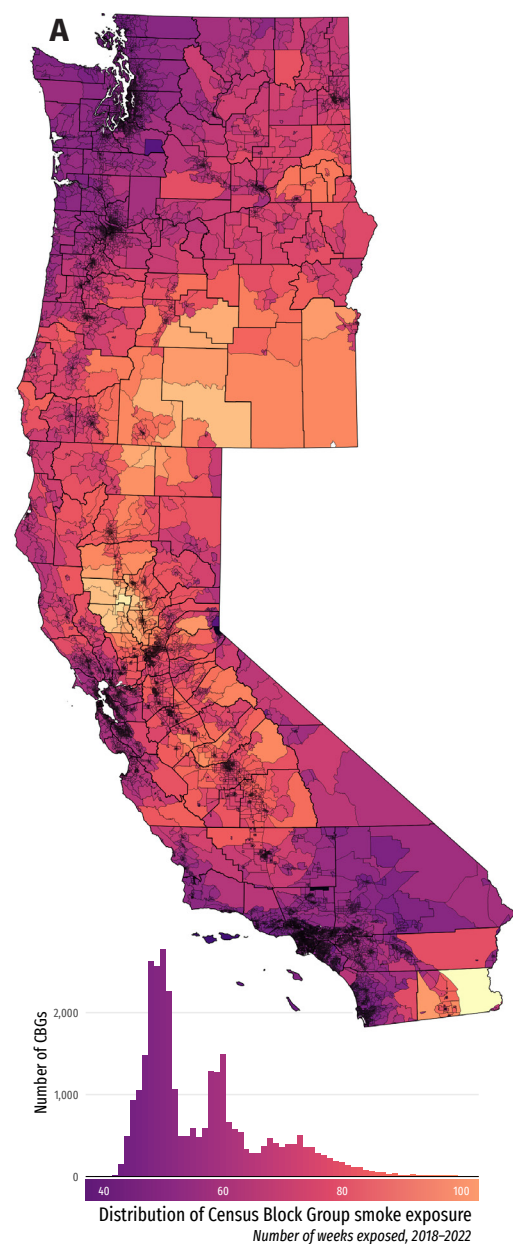 A
Number of CBGs
2,000
1,000
0
40 60 80 100
Distribution of Census Block Group smoke exposure
Number of weeks exposed, 2018–2022